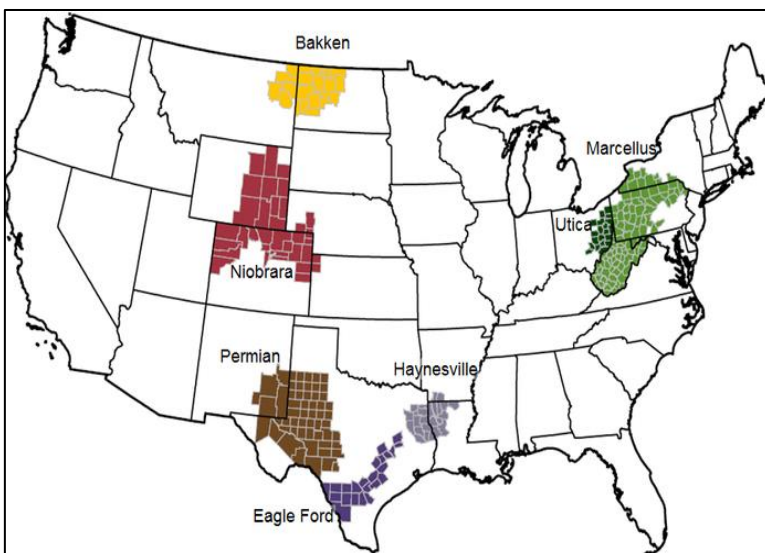 Bakken
Marcellus
Utica
Niobrara
Permian
Haynesville
Eagle Ford